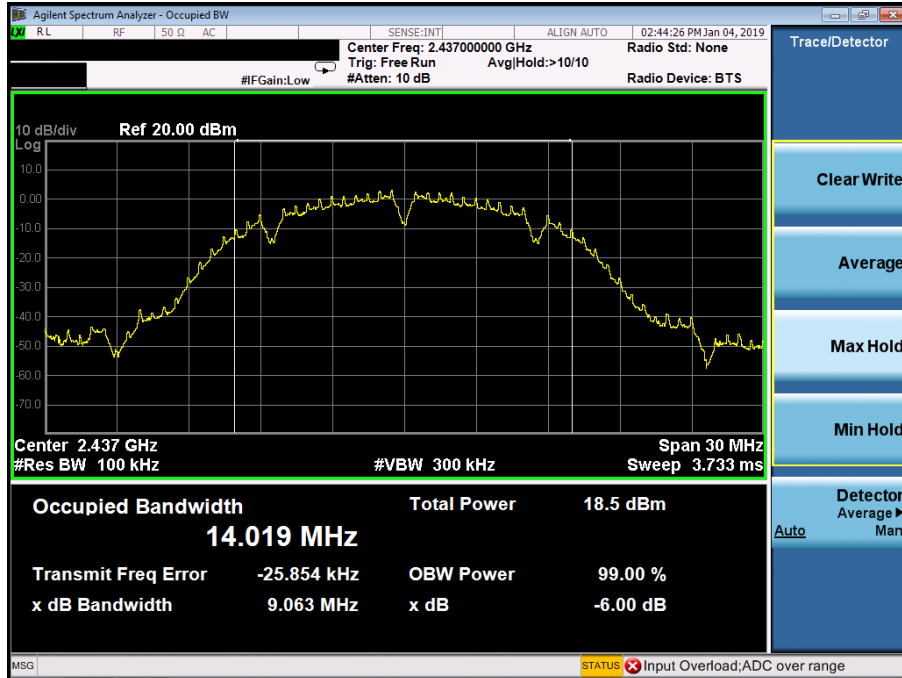 Agilent Spectrum Analyzer - Occupied BW
LXI RL RF 50 Ω AC SENSE:INT ALIGN AUTO 02:44:26 PM Jan 04, 2019
Center Freq: 2.437000000 GHz Radio Std: None
Trig: Free Run Avg|Hold:>10/10
#IFGain:Low #Atten: 10 dB Radio Device: BTS
10 dB/div Ref 20.00 dBm
Log
10.0
0.00
-10.0
-20.0
-30.0
-40.0
-50.0
-60.0
-70.0
Center 2.437 GHz Span 30 MHz
#Res BW 100 kHz #VBW 300 kHz Sweep 3.733 ms
Occupied Bandwidth Total Power 18.5 dBm
14.019 MHz
Transmit Freq Error -25.854 kHz OBW Power 99.00 %
x dB Bandwidth 9.063 MHz x dB -6.00 dB
Trace/Detector
Clear Write
Average
Max Hold
Min Hold
Detector
Average
Auto Man
MSG STATUS Input Overload;ADC over range